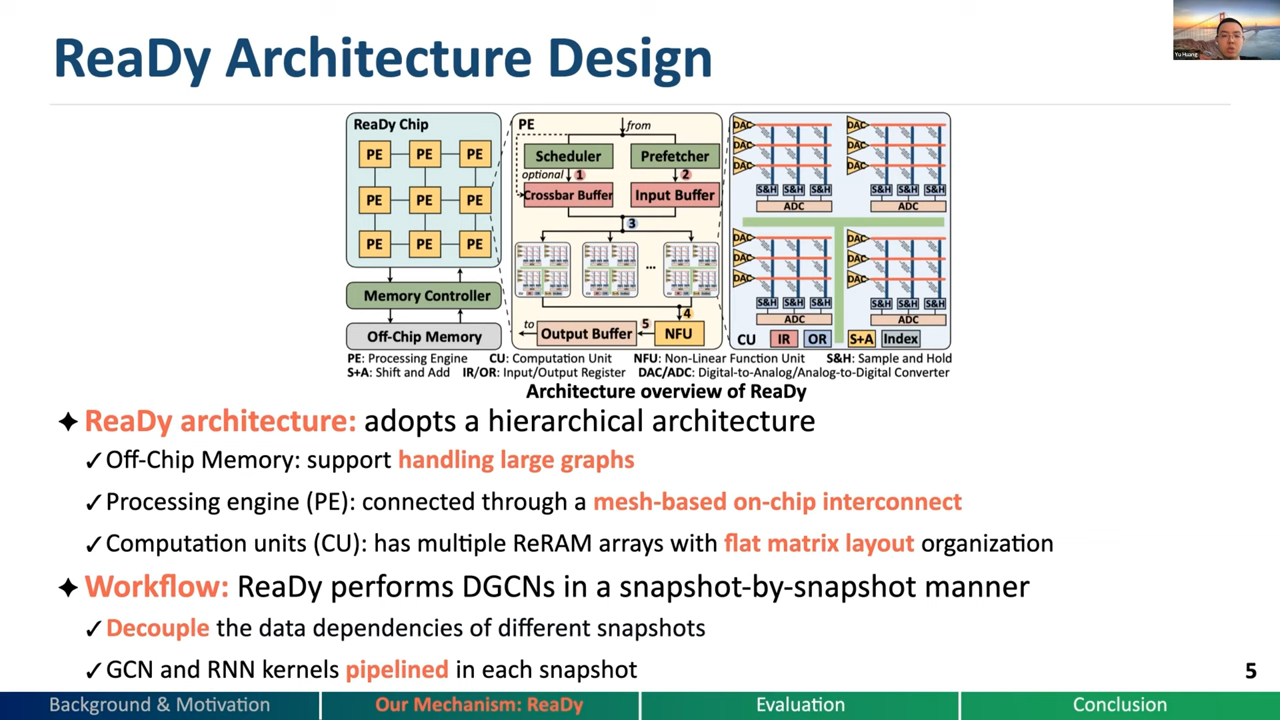 ReaDy Architecture Design
Yu Huang
ReaDy Chip
PE PE PE
PE PE PE
PE PE PE
Memory Controller
Off-Chip Memory
PE
from
Scheduler
Prefetcher
optional
1
2
Crossbar Buffer
Input Buffer
3
...
4
to
Output Buffer
5
NFU
DAC
DAC
DAC
S&H S&H S&H
ADC
DAC
DAC
DAC
S&H S&H S&H
ADC
DAC
DAC
DAC
S&H S&H S&H
ADC
DAC
DAC
DAC
S&H S&H S&H
ADC
CU IR OR S+A Index
PE: Processing Engine CU: Computation Unit NFU: Non-Linear Function Unit S&H: Sample and Hold
S+A: Shift and Add IR/OR: Input/Output Register DAC/ADC: Digital-to-Analog/Analog-to-Digital Converter
Architecture overview of ReaDy
✦ ReaDy architecture: adopts a hierarchical architecture
✓Off-Chip Memory: support handling large graphs
✓Processing engine (PE): connected through a mesh-based on-chip interconnect
✓Computation units (CU): has multiple ReRAM arrays with flat matrix layout organization
✦ Workflow: ReaDy performs DGCNs in a snapshot-by-snapshot manner
✓Decouple the data dependencies of different snapshots
✓GCN and RNN kernels pipelined in each snapshot
5
Background & Motivation
Our Mechanism: ReaDy
Evaluation
Conclusion